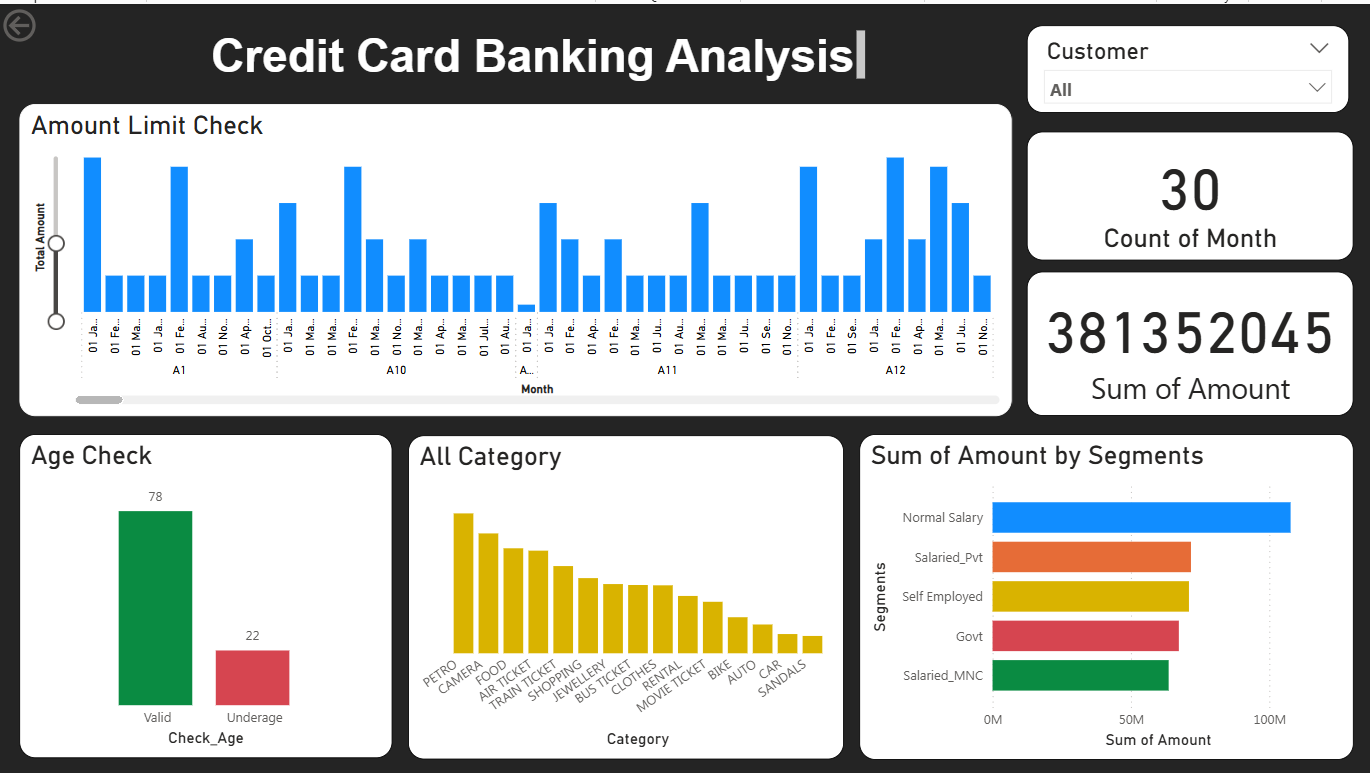 Credit Card Banking Analysis
Customer
All
Amount Limit Check
Total Amount
01 Ja...
01 Fe...
01 Ma...
01 Ja...
01 Fe...
01 Au...
01 No...
01 Ap...
01 Oct...
01 Ja...
01 Ma...
01 Ma...
01 Fe...
01 Ma...
01 No...
01 Ma...
01 Ap...
01 Ma...
01 Jul...
01 Au...
01 Ja...
01 Ja...
01 Fe...
01 Ap...
01 Fe...
01 Ma...
01 Ju...
01 Au...
01 Ma...
01 Ma...
01 Ju...
01 Se...
01 No...
01 Ja...
01 Fe...
01 Se...
01 Ja...
01 Fe...
01 Ap...
01 Ma...
01 Ju...
01 No...
A1
A10
A...
A11
A12
Month
30
Count of Month
381352045
Sum of Amount
Age Check
78
22
Valid
Underage
Check_Age
All Category
PETRO
CAMERA
FOOD
AIR TICKET
TRAIN TICKET
SHOPPING
JEWELLERY
BUS TICKET
CLOTHES
RENTAL
MOVIE TICKET
BIKE
AUTO
CAR
SANDALS
Category
Sum of Amount by Segments
Segments
Normal Salary
Salaried_Pvt
Self Employed
Govt
Salaried_MNC
0M
50M
100M
Sum of Amount